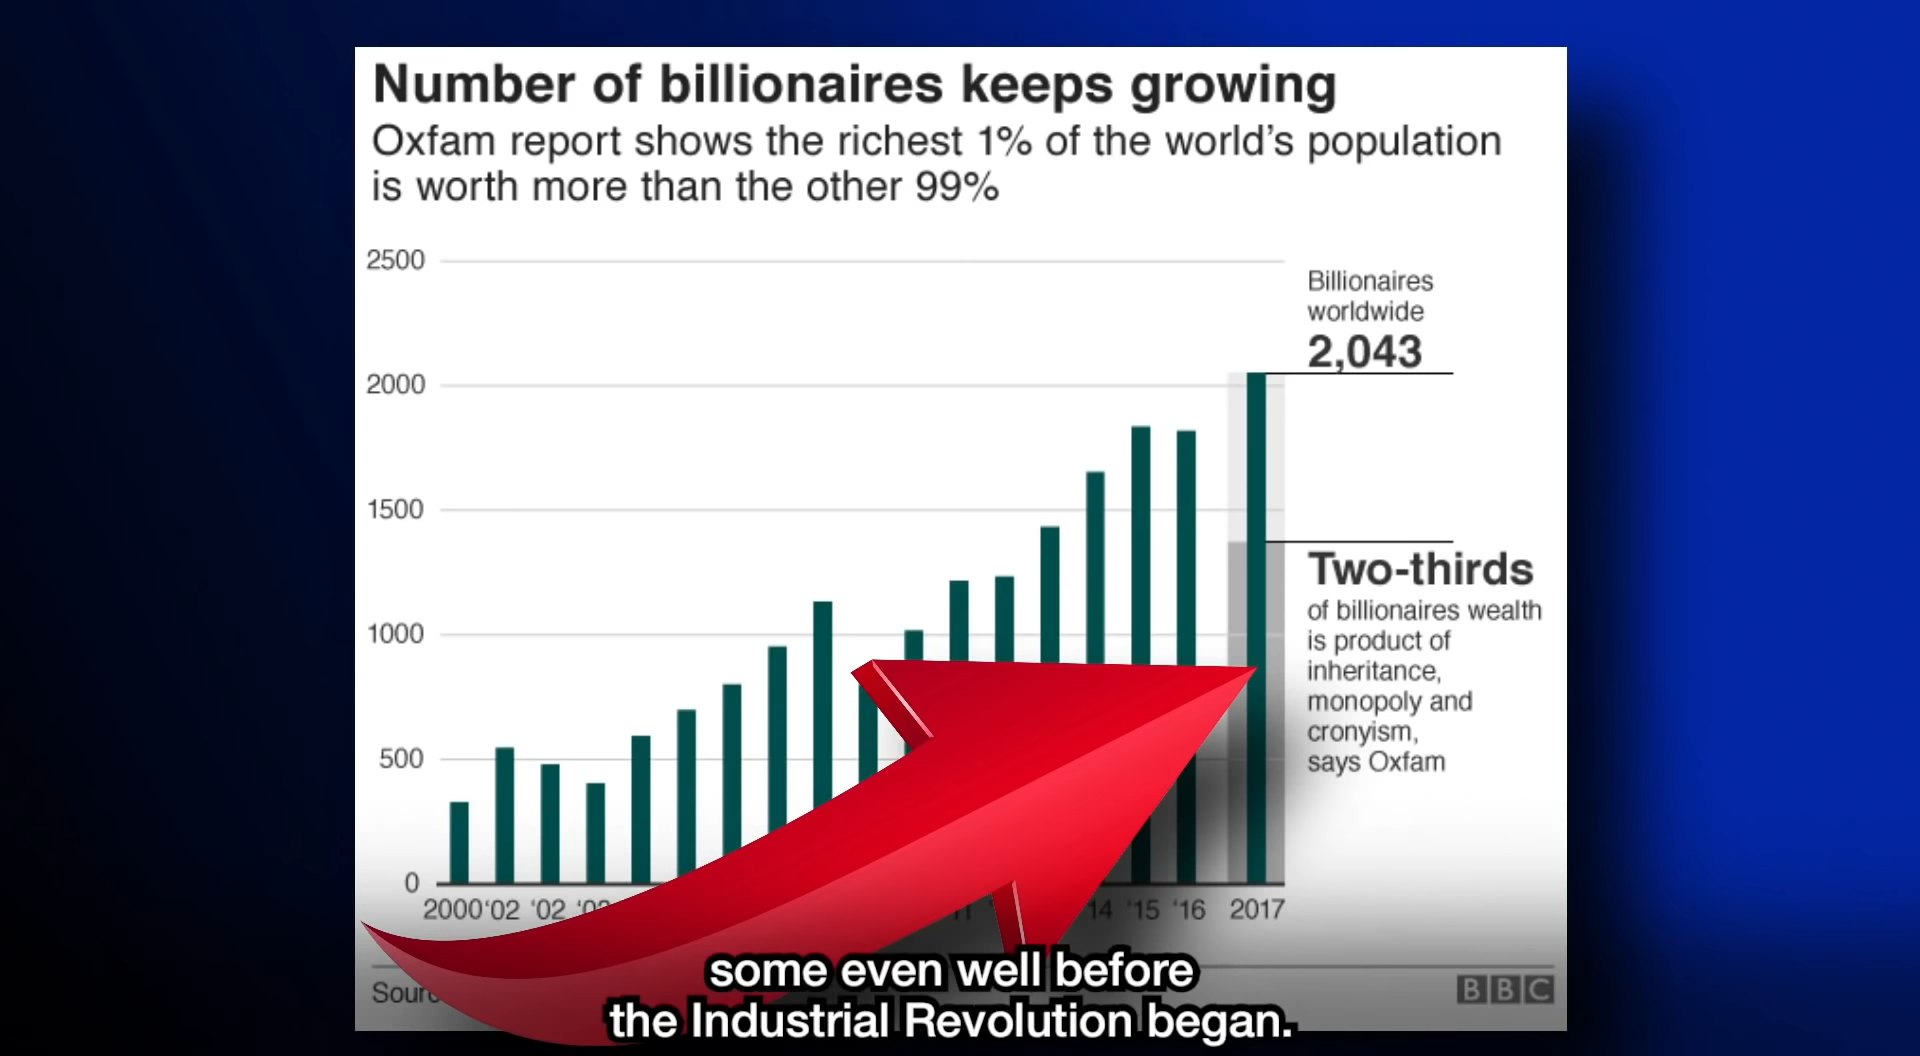 Number of billionaires keeps growing
Oxfam report shows the richest 1% of the world's population
is worth more than the other 99%
2500
2000
1500
1000
500
0
Billionaires
worldwide
2,043
Two-thirds
of billionaires wealth
is product of
inheritance,
monopoly and
cronyism,
says Oxfam
2000 '02 '02 '14 '15 '16 2017
BBC
some even well before
the Industrial Revolution began.